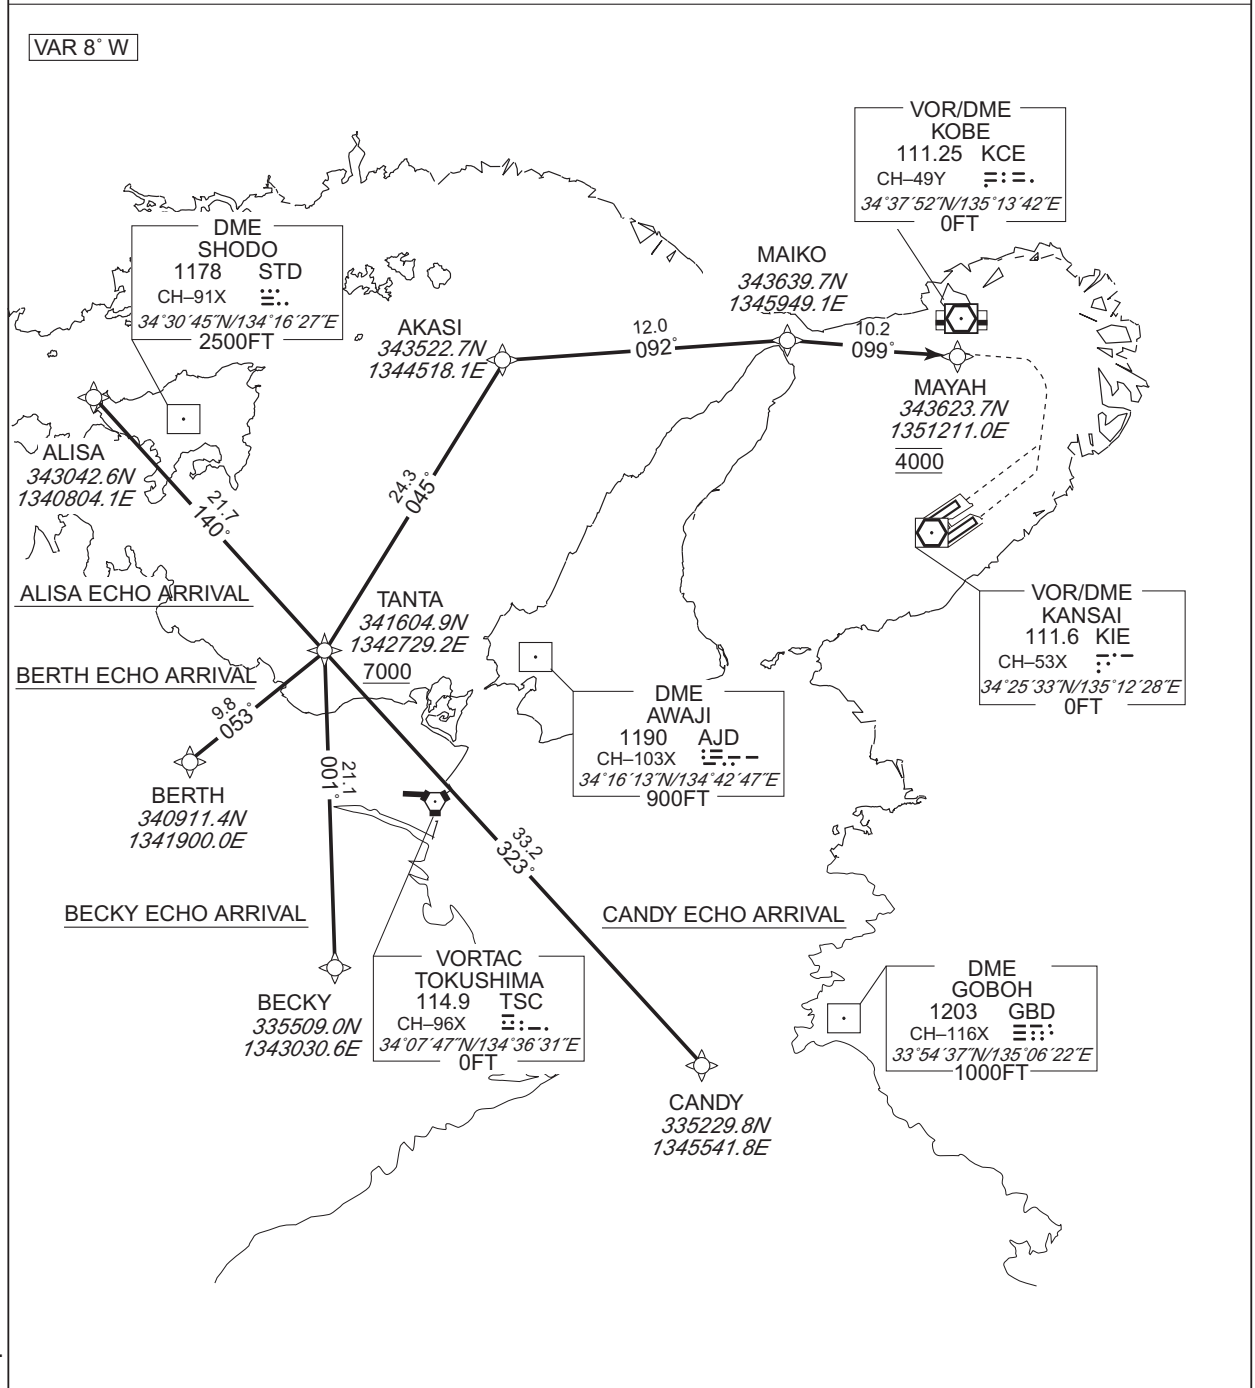 VAR 8° W
VOR/DME
KOBE
111.25 KCE
CH–49Y
34°37´52˝N/135°13´42˝E
0FT
DME
SHODO
1178 STD
CH–91X
34°30´45˝N/134°16´27˝E
2500FT
MAIKO
343639.7N
1345949.1E
AKASI
343522.7N
1344518.1E
12.0
092°
10.2
099°
MAYAH
343623.7N
1351211.0E
4000
ALISA
343042.6N
1340804.1E
21.7
140°
24.3
045°
ALISA ECHO ARRIVAL
TANTA
341604.9N
1342729.2E
7000
VOR/DME
KANSAI
111.6 KIE
CH–53X
34°25´33˝N/135°12´28˝E
0FT
BERTH ECHO ARRIVAL
9.8
053°
DME
AWAJI
1190 AJD
CH–103X
34°16´13˝N/134°42´47˝E
900FT
21.1
001°
BERTH
340911.4N
1341900.0E
33.2
323°
BECKY ECHO ARRIVAL
CANDY ECHO ARRIVAL
VORTAC
TOKUSHIMA
114.9 TSC
CH–96X
34°07´47˝N/134°36´31˝E
0FT
DME
GOBOH
1203 GBD
CH–116X
33°54´37˝N/135°06´22˝E
1000FT
BECKY
335509.0N
1343030.6E
CANDY
335229.8N
1345541.8E